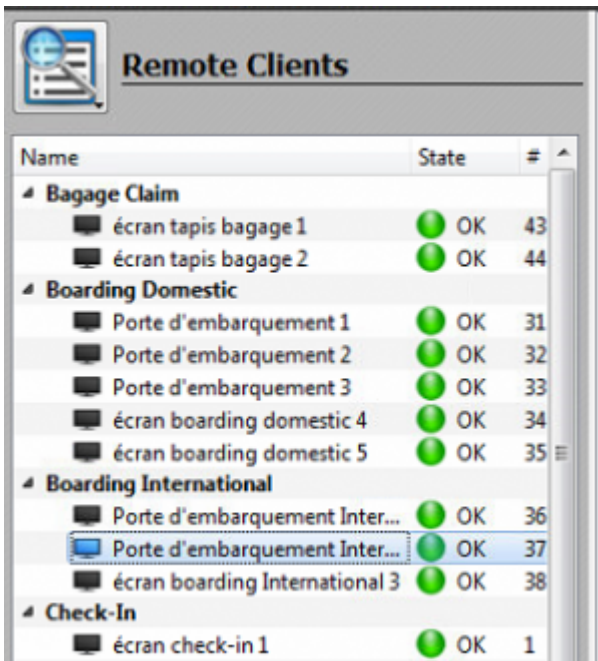 Remote Clients
Name State #
Bagage Claim
écran tapis bagage 1 OK 43
écran tapis bagage 2 OK 44
Boarding Domestic
Porte d'embarquement 1 OK 31
Porte d'embarquement 2 OK 32
Porte d'embarquement 3 OK 33
écran boarding domestic 4 OK 34
écran boarding domestic 5 OK 35
Boarding International
Porte d'embarquement Inter... OK 36
Porte d'embarquement Inter... OK 37
écran boarding International 3 OK 38
Check-In
écran check-in 1 OK 1